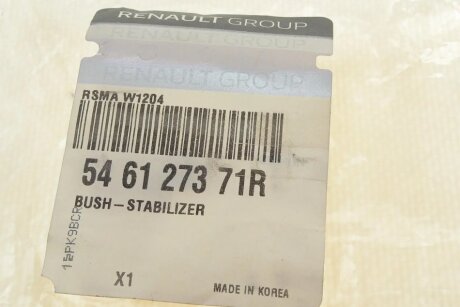 RENAULT GROUP
RENAULT GROUP
RSMA W1204
54 61 273 71R
BUSH-STABILIZER
X1
MADE IN KOREA